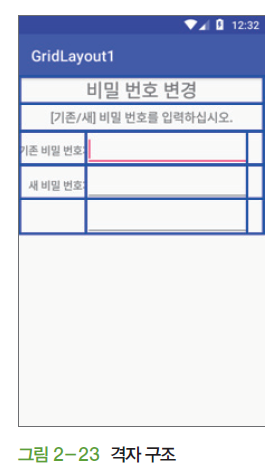 12:32
GridLayout1
비밀 번호 변경
[기존/새] 비밀 번호를 입력하십시오.
기존 비밀 번호:
새 비밀 번호:
그림 2-23 격자 구조